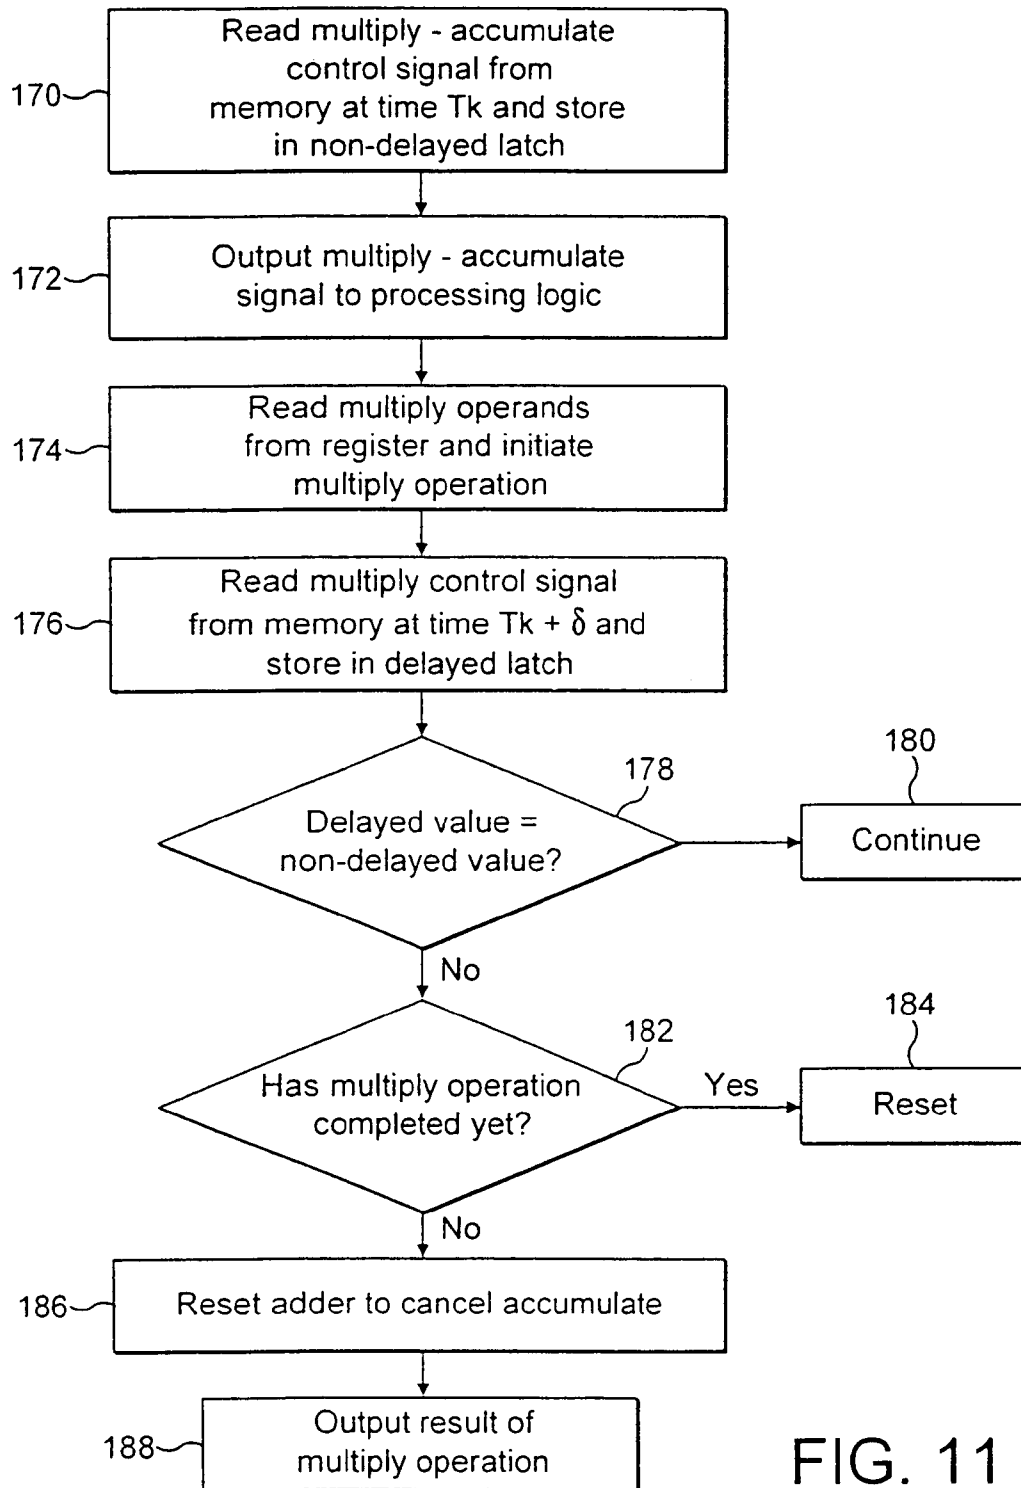 Read multiply - accumulate
control signal from
memory at time Tk and store
in non-delayed latch
170
Output multiply - accumulate
signal to processing logic
172
Read multiply operands
from register and initiate
multiply operation
174
Read multiply control signal
from memory at time Tk + δ and
store in delayed latch
176
Delayed value =
non-delayed value?
178
180
Continue
No
Has multiply operation
completed yet?
182
Yes
184
Reset
No
Reset adder to cancel accumulate
186
Output result of
multiply operation
188
FIG. 11